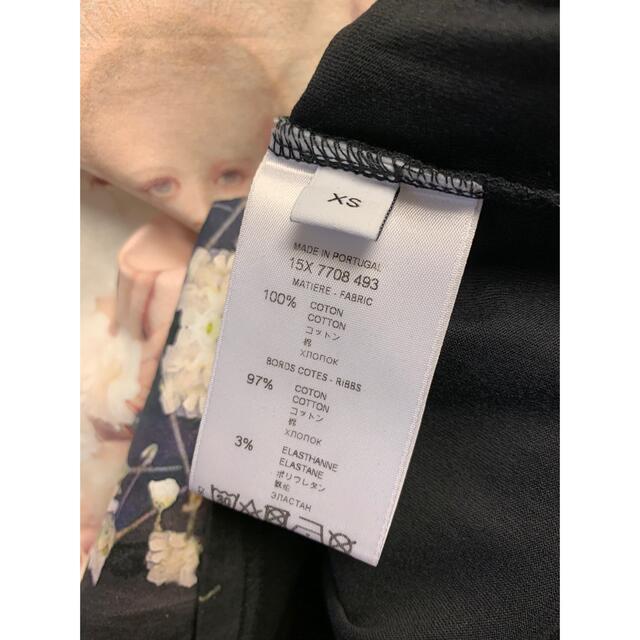 XS
MADE IN PORTUGAL
15X 7708 493
MATIERE - FABRIC
100% COTON
COTTON
コットン
棉
ХЛОПОК
BORDS COTES - RIBBS
97% COTON
COTTON
コットン
棉
ХЛОПОК
3% ELASTHANNE
ELASTANE
ポリウレタン
ЭЛАСТАН
30